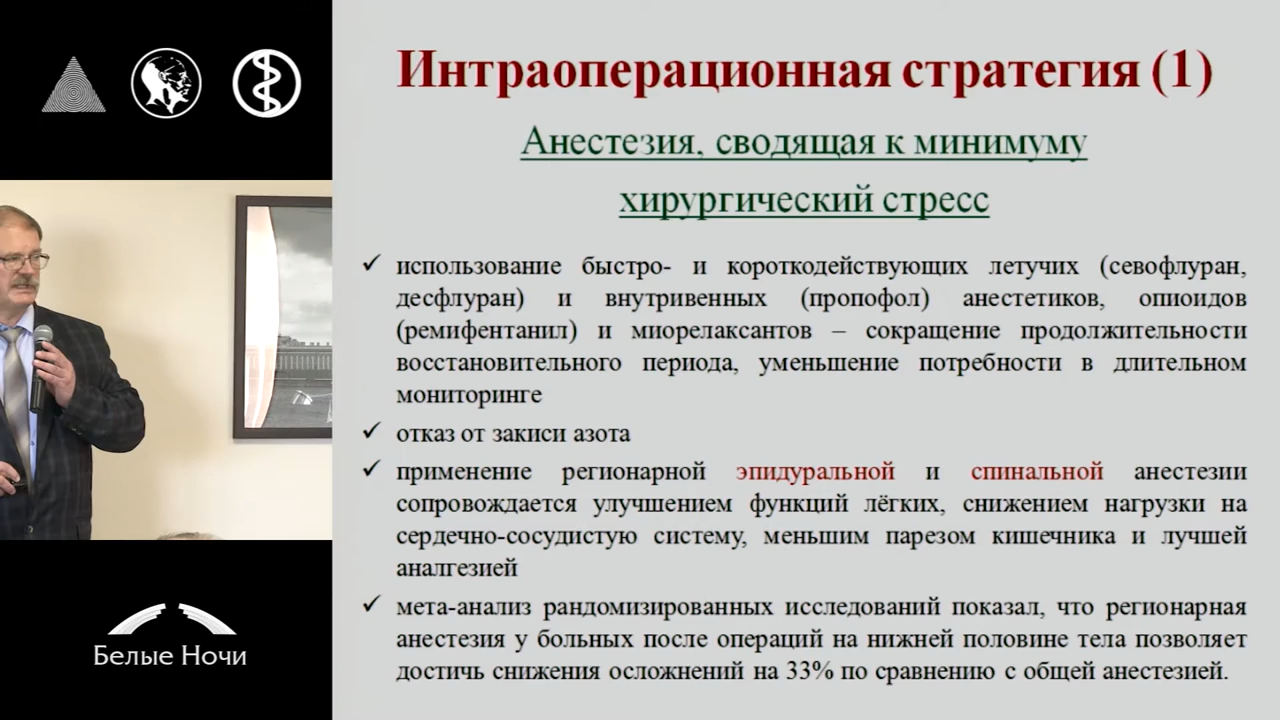 Интраоперационная стратегия (1)
Анестезия, сводящая к минимуму
хирургический стресс
использование быстро- и короткодействующих летучих (севофлуран,
десфлуран) и внутривенных (пропофол) анестетиков, опиоидов
(ремифентанил) и миорелаксантов – сокращение продолжительности
восстановительного периода, уменьшение потребности в длительном
мониторинге
отказ от закиси азота
применение регионарной эпидуральной и спинальной анестезии
сопровождается улучшением функций лёгких, снижением нагрузки на
сердечно-сосудистую систему, меньшим парезом кишечника и лучшей
аналгезией
мета-анализ рандомизированных исследований показал, что регионарная
анестезия у больных после операций на нижней половине тела позволяет
достичь снижения осложнений на 33% по сравнению с общей анестезией.
Белые Ночи